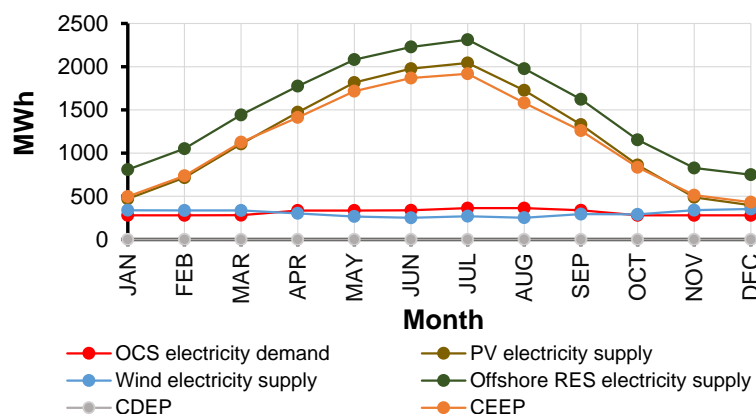 2500
2000
1500
1000
500
0
MWh
JAN FEB MAR APR MAY JUN JUL AUG SEP OCT NOV DEC
Month
OCS electricity demand PV electricity supply
Wind electricity supply Offshore RES electricity supply
CDEP CEEP